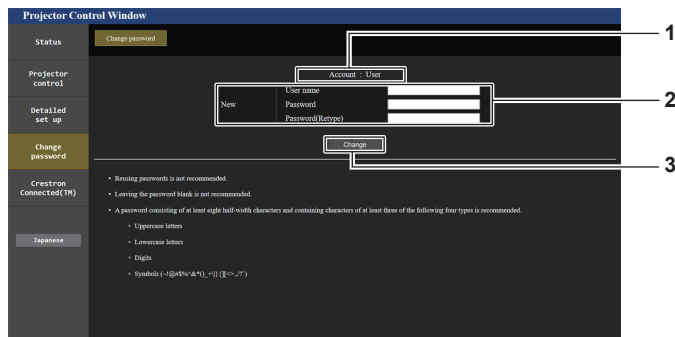 Projector Control Window
Status
Change password
1
Projector
control
Account : User
User name
New
Password
2
Password(Retype)
Detailed
set up
Change
password
Change
3
Crestron
Connected(TM)
• Reusing passwords is not recommended.
• Leaving the password blank is not recommended.
• A password consisting of at least eight half-width characters and containing characters of at least three of the following four types is recommended.
Uppercase letters
Lowercase letters
Digits
Symbols (~!@#$%^&*()_+\|}{][<>.,/?`)
Japanese